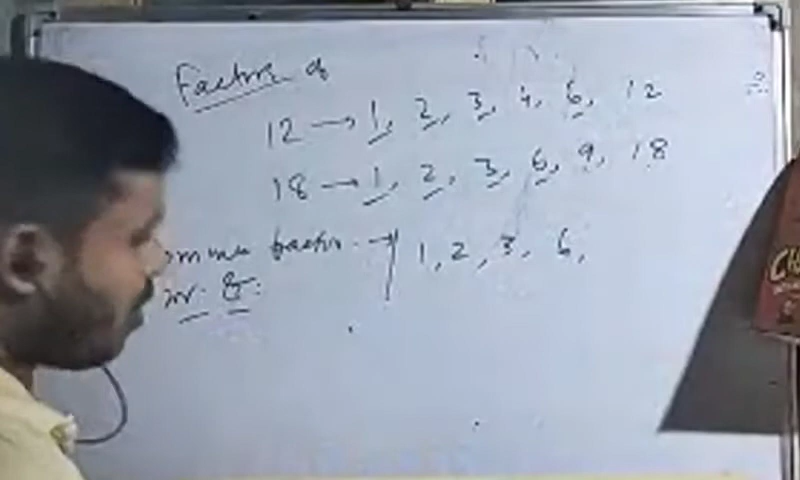 Factors of
12 → 1, 2, 3, 4, 6, 12
18 → 1, 2, 3, 6, 9, 18
factor. → 1, 2, 3, 6,